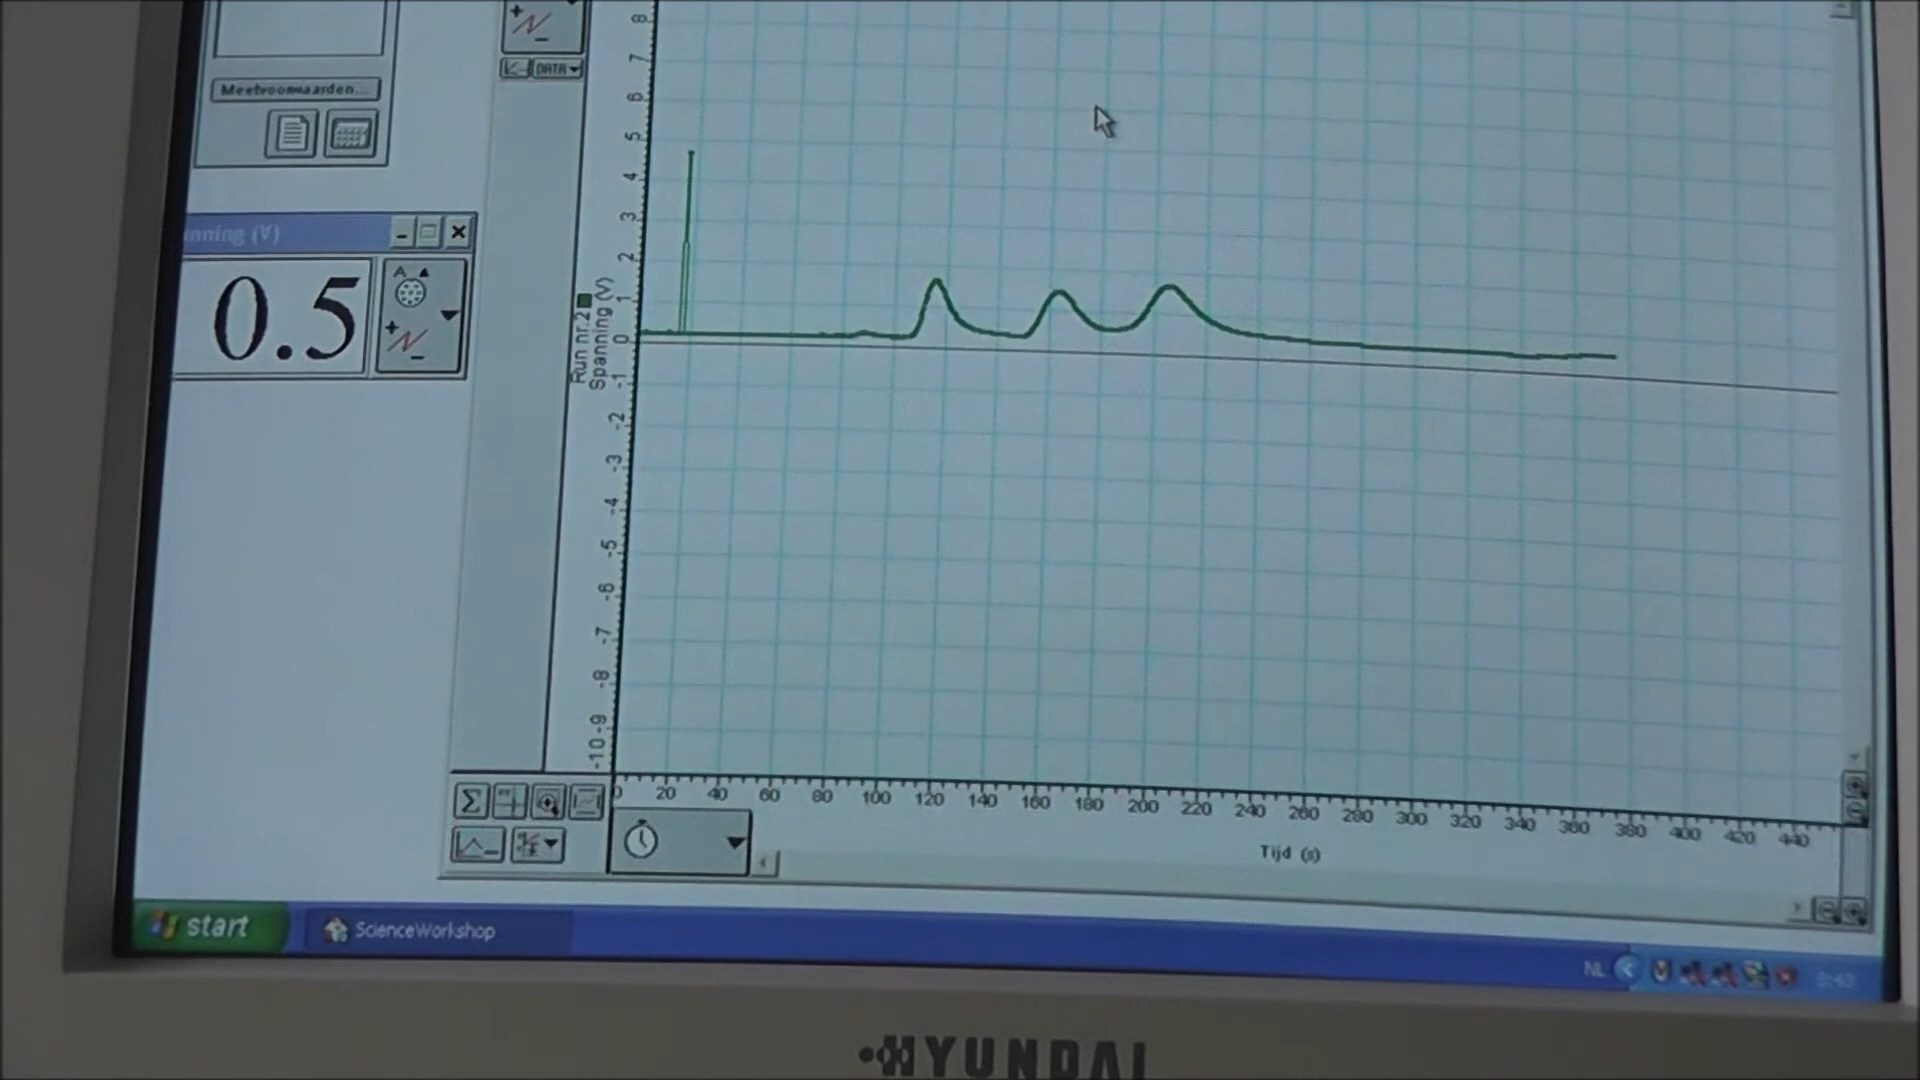 Meetvoorwaarden...
DATA
8
7
6
5
4
3
2
1
0
-1
-2
-3
-4
-5
-6
-7
-8
-9
-10
Run nr.2
Spanning (V)
nning (V)
0.5
A
Σ
0 20 40 60 80 100 120 140 160 180 200 220 240 260 280 300 320 340 360 380 400 420 440
Tijd (s)
start
ScienceWorkshop
NL
HYUNDAI